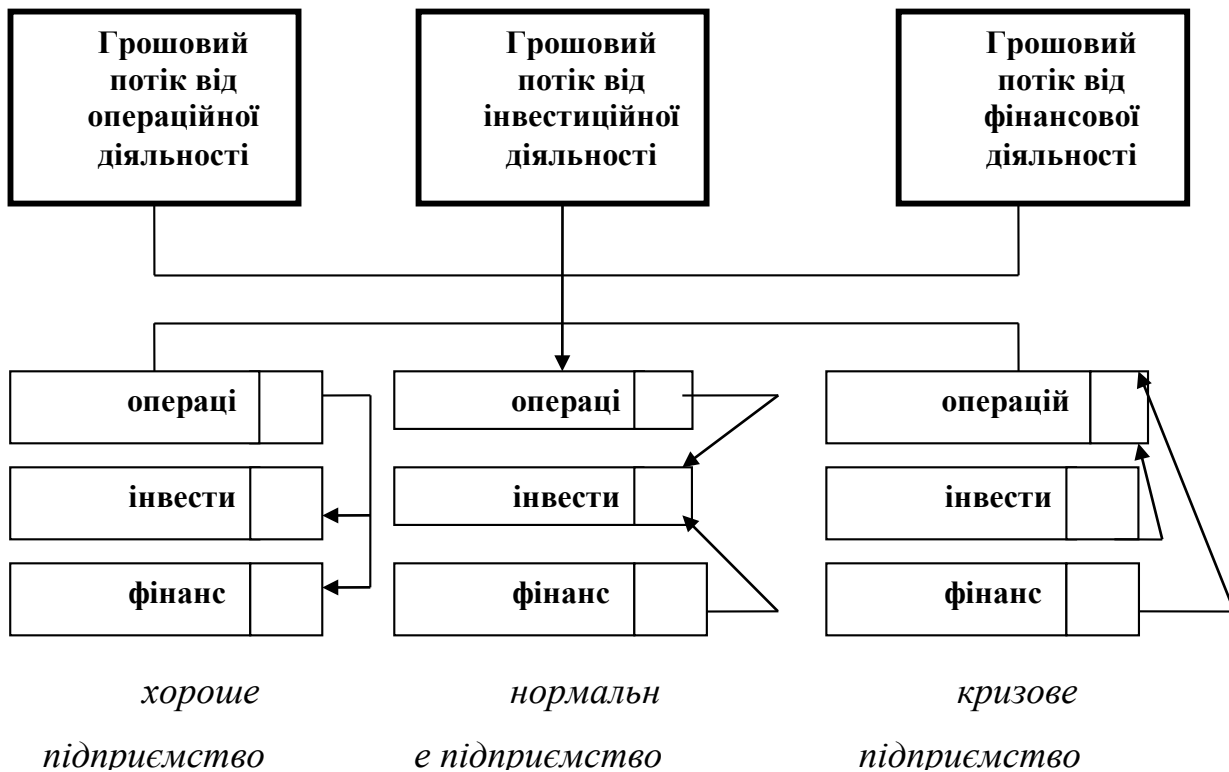 Грошовий
потік від
операційної
діяльності
Грошовий
потік від
інвестиційної
діяльності
Грошовий
потік від
фінансової
діяльності
операці
інвести
фінанс
хороше
підприємство
операці
інвести
фінанс
нормальн
е підприємство
операцій
інвести
фінанс
кризове
підприємство